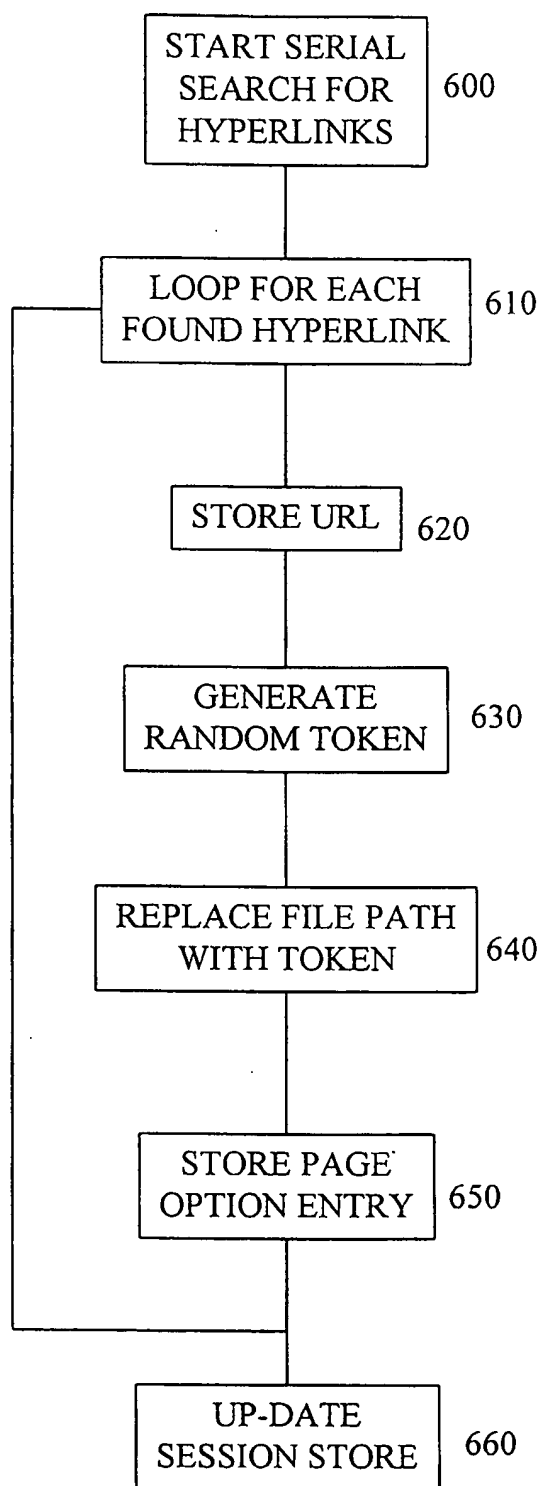 START SERIAL
SEARCH FOR
HYPERLINKS
600
LOOP FOR EACH
FOUND HYPERLINK
610
STORE URL
620
GENERATE
RANDOM TOKEN
630
REPLACE FILE PATH
WITH TOKEN
640
STORE PAGE
OPTION ENTRY
650
UP-DATE
SESSION STORE
660